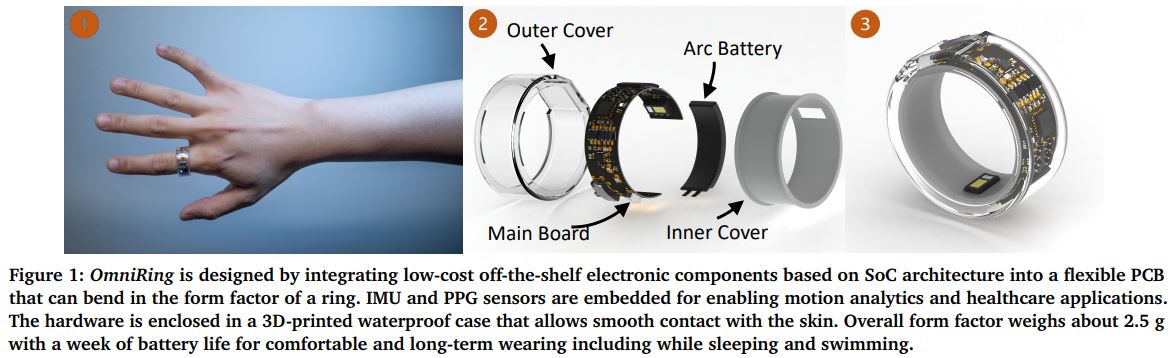 1
2
3
Outer Cover
Arc Battery
Main Board
Inner Cover
Figure 1: OmniRing is designed by integrating low-cost off-the-shelf electronic components based on SoC architecture into a flexible PCB
that can bend in the form factor of a ring. IMU and PPG sensors are embedded for enabling motion analytics and healthcare applications.
The hardware is enclosed in a 3D-printed waterproof case that allows smooth contact with the skin. Overall form factor weighs about 2.5 g
with a week of battery life for comfortable and long-term wearing including while sleeping and swimming.